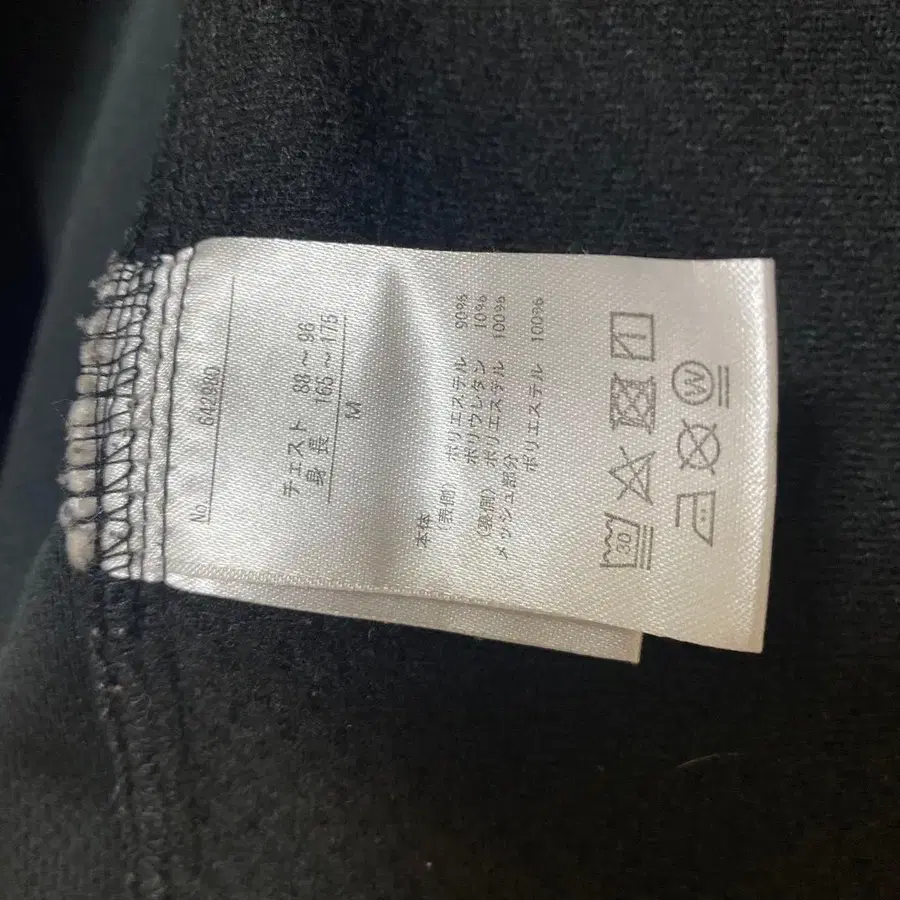 No 642980
チェスト 88～96
身長 165～175
M
本体
(表側) ポリエステル 90%
ポリウレタン 10%
(裏側) ポリエステル 100%
メッシュ部分 ポリエステル 100%
30
W